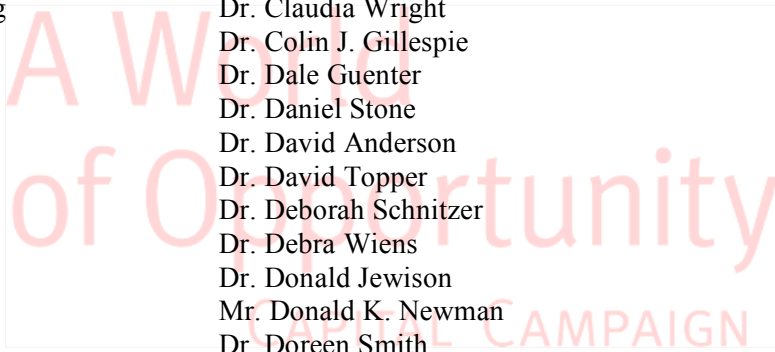 Dr. Claudia Wright
Dr. Colin J. Gillespie
Dr. Dale Guenter
Dr. Daniel Stone
Dr. David Anderson
Dr. David Topper
Dr. Deborah Schnitzer
Dr. Debra Wiens
Dr. Donald Jewison
Mr. Donald K. Newman
Dr. Doreen Smith
A World
of Opportunity
CAPITAL CAMPAIGN